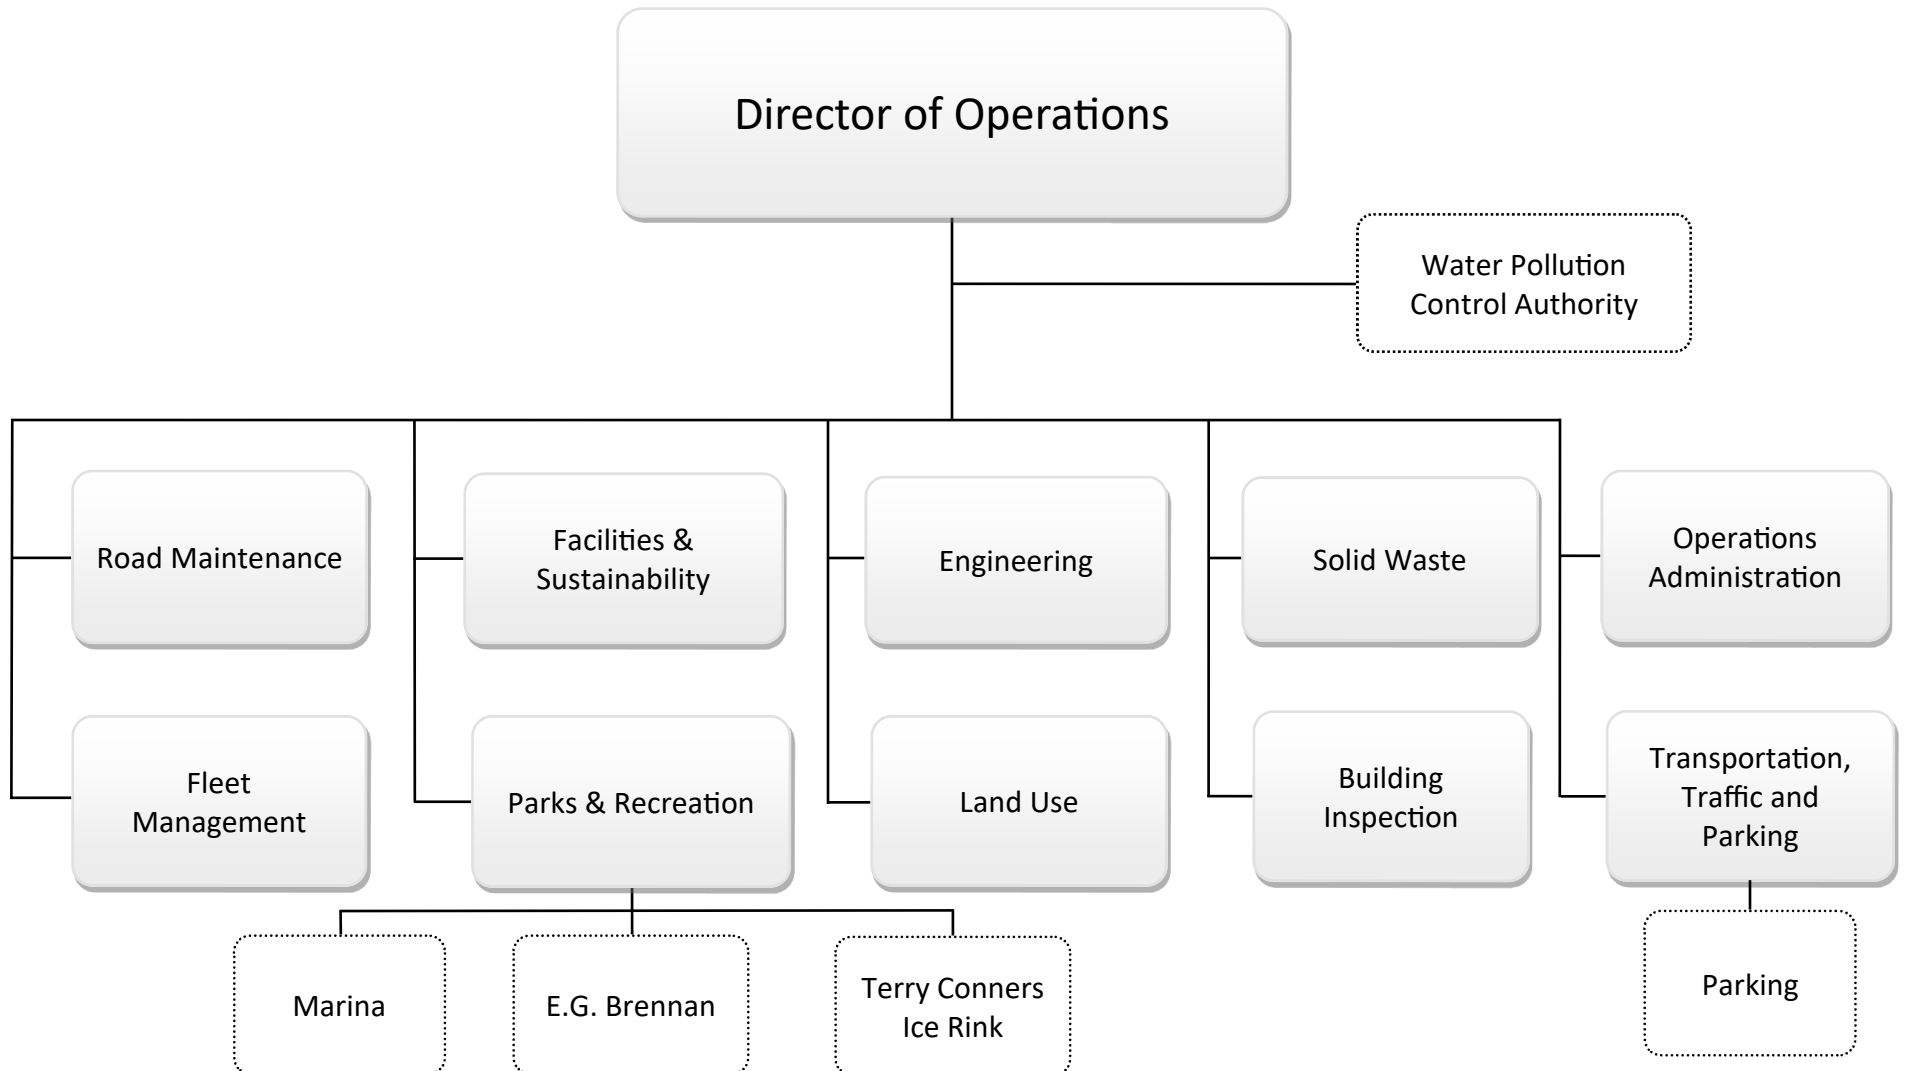 Director of Operations
Water Pollution
Control Authority
Road Maintenance
Facilities &
Sustainability
Engineering
Solid Waste
Operations
Administration
Fleet
Management
Parks & Recreation
Land Use
Building
Inspection
Transportation,
Traffic and
Parking
Marina
E.G. Brennan
Terry Conners
Ice Rink
Parking